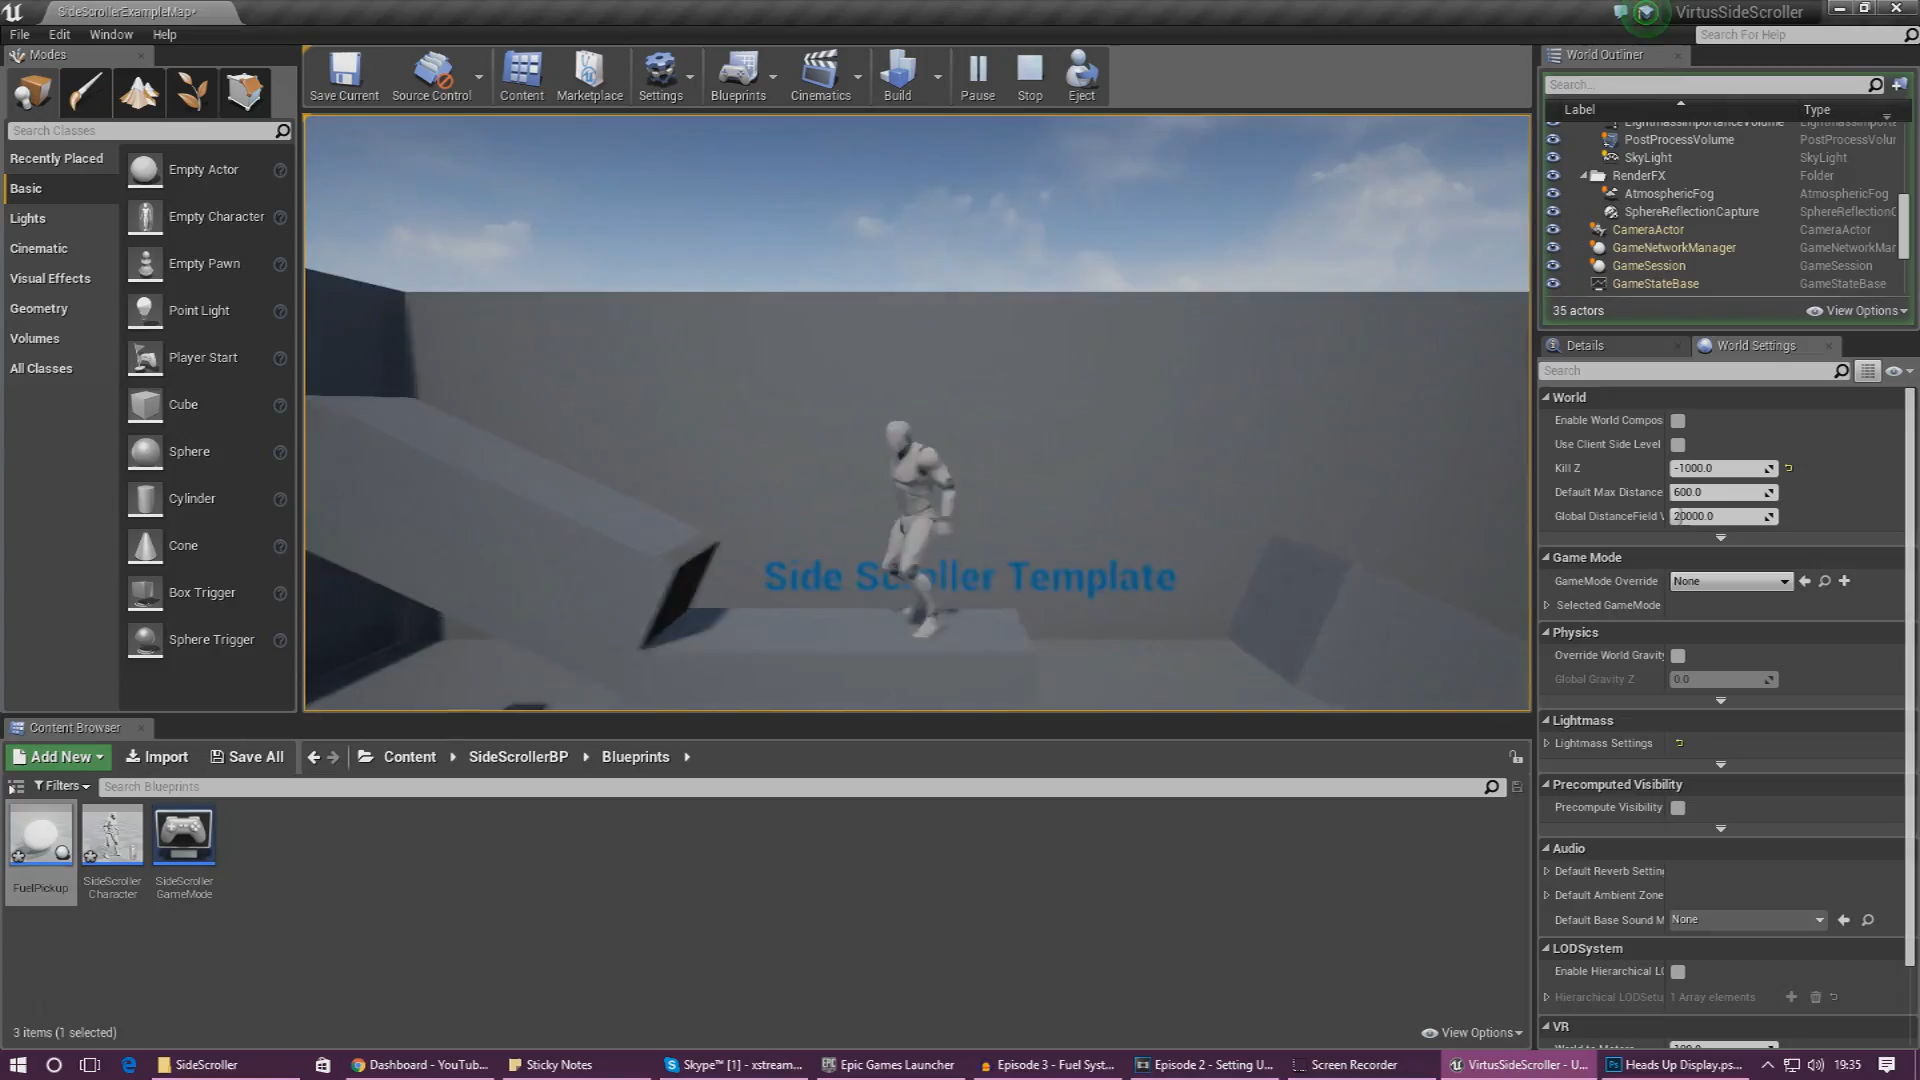 SideScrollerExampleMap*
VirtusSideScroller
File Edit Window Help
Search For Help
Modes
Search Classes
Recently Placed
Basic
Lights
Cinematic
Visual Effects
Geometry
Volumes
All Classes
Empty Actor
Empty Character
Empty Pawn
Point Light
Player Start
Cube
Sphere
Cylinder
Cone
Box Trigger
Sphere Trigger
Save Current
Source Control
Content
Marketplace
Settings
Blueprints
Cinematics
Build
Pause
Stop
Eject
Side Scroller Template
World Outliner
Search...
Label Type
LightmassImportanceVolume LightmassImporta
PostProcessVolume PostProcessVolur
SkyLight SkyLight
RenderFX Folder
AtmosphericFog AtmosphericFog
SphereReflectionCapture SphereReflectionC
CameraActor CameraActor
GameNetworkManager GameNetworkMar
GameSession GameSession
GameStateBase GameStateBase
35 actors View Options
Details World Settings
Search
World
Enable World Compos
Use Client Side Level
Kill Z -1000.0
Default Max Distance 600.0
Global DistanceField V 20000.0
Game Mode
GameMode Override None
Selected GameMode
Physics
Override World Gravity
Global Gravity Z 0.0
Lightmass
Lightmass Settings
Precomputed Visibility
Precompute Visibility
Audio
Default Reverb Settin
Default Ambient Zone
Default Base Sound M None
LODSystem
Enable Hierarchical LO
Hierarchical LODSetu 1 Array elements
VR
World to Meters 100.0
Content Browser
Add New Import Save All Content SideScrollerBP Blueprints
Filters Search Blueprints
FuelPickup
SideScroller
Character
SideScroller
GameMode
3 items (1 selected)
View Options
SideScroller
Dashboard - YouTub...
Sticky Notes
Skype™ [1] - xstream...
Epic Games Launcher
Episode 3 - Fuel Syst...
Episode 2 - Setting U...
Screen Recorder
VirtusSideScroller - U...
Heads Up Display.ps...
19:35